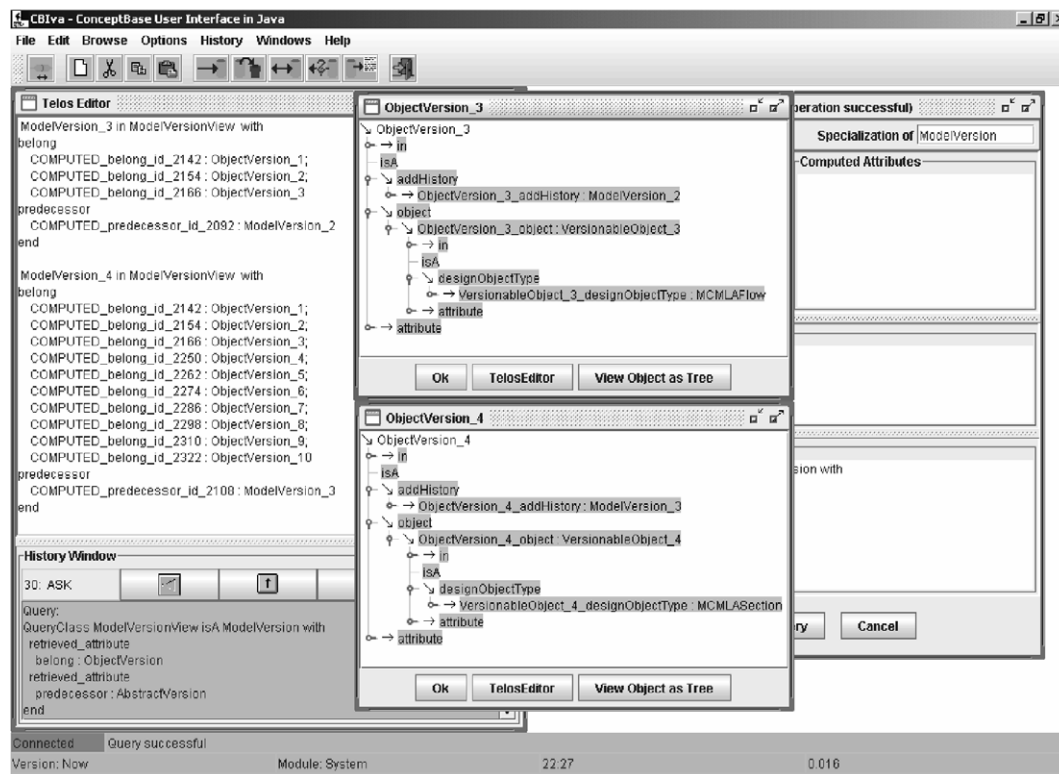 CBIva - ConceptBase User Interface in Java
File Edit Browse Options History Windows Help
Telos Editor
ModelVersion_3 in ModelVersionView with
belong
COMPUTED_belong_id_2142 : ObjectVersion_1;
COMPUTED_belong_id_2154 : ObjectVersion_2;
COMPUTED_belong_id_2166 : ObjectVersion_3
predecessor
COMPUTED_predecessor_id_2092 : ModelVersion_2
end
ModelVersion_4 in ModelVersionView with
belong
COMPUTED_belong_id_2142 : ObjectVersion_1;
COMPUTED_belong_id_2154 : ObjectVersion_2;
COMPUTED_belong_id_2166 : ObjectVersion_3;
COMPUTED_belong_id_2250 : ObjectVersion_4;
COMPUTED_belong_id_2262 : ObjectVersion_5;
COMPUTED_belong_id_2274 : ObjectVersion_6;
COMPUTED_belong_id_2286 : ObjectVersion_7;
COMPUTED_belong_id_2298 : ObjectVersion_8;
COMPUTED_belong_id_2310 : ObjectVersion_9;
COMPUTED_belong_id_2322 : ObjectVersion_10
predecessor
COMPUTED_predecessor_id_2108 : ModelVersion_3
end
History Window
30: ASK
Query:
QueryClass ModelVersionView isA ModelVersion with
retrieved_attribute
belong : ObjectVersion
retrieved_attribute
predecessor : AbstractVersion
end
ObjectVersion_3
ObjectVersion_3
in
isA
addHistory
ObjectVersion_3_addHistory : ModelVersion_2
object
ObjectVersion_3_object : VersionableObject_3
in
isA
designObjectType
VersionableObject_3_designObjectType : MCMLAFlow
attribute
attribute
Ok TelosEditor View Object as Tree
ObjectVersion_4
ObjectVersion_4
in
isA
addHistory
ObjectVersion_4_addHistory : ModelVersion_3
object
ObjectVersion_4_object : VersionableObject_4
in
isA
designObjectType
VersionableObject_4_designObjectType : MCMLASection
attribute
attribute
Ok TelosEditor View Object as Tree
peration successful)
Specialization of ModelVersion
Computed Attributes
sion with
ry Cancel
Connected Query successful
Version: Now Module: System 22:27 0.016